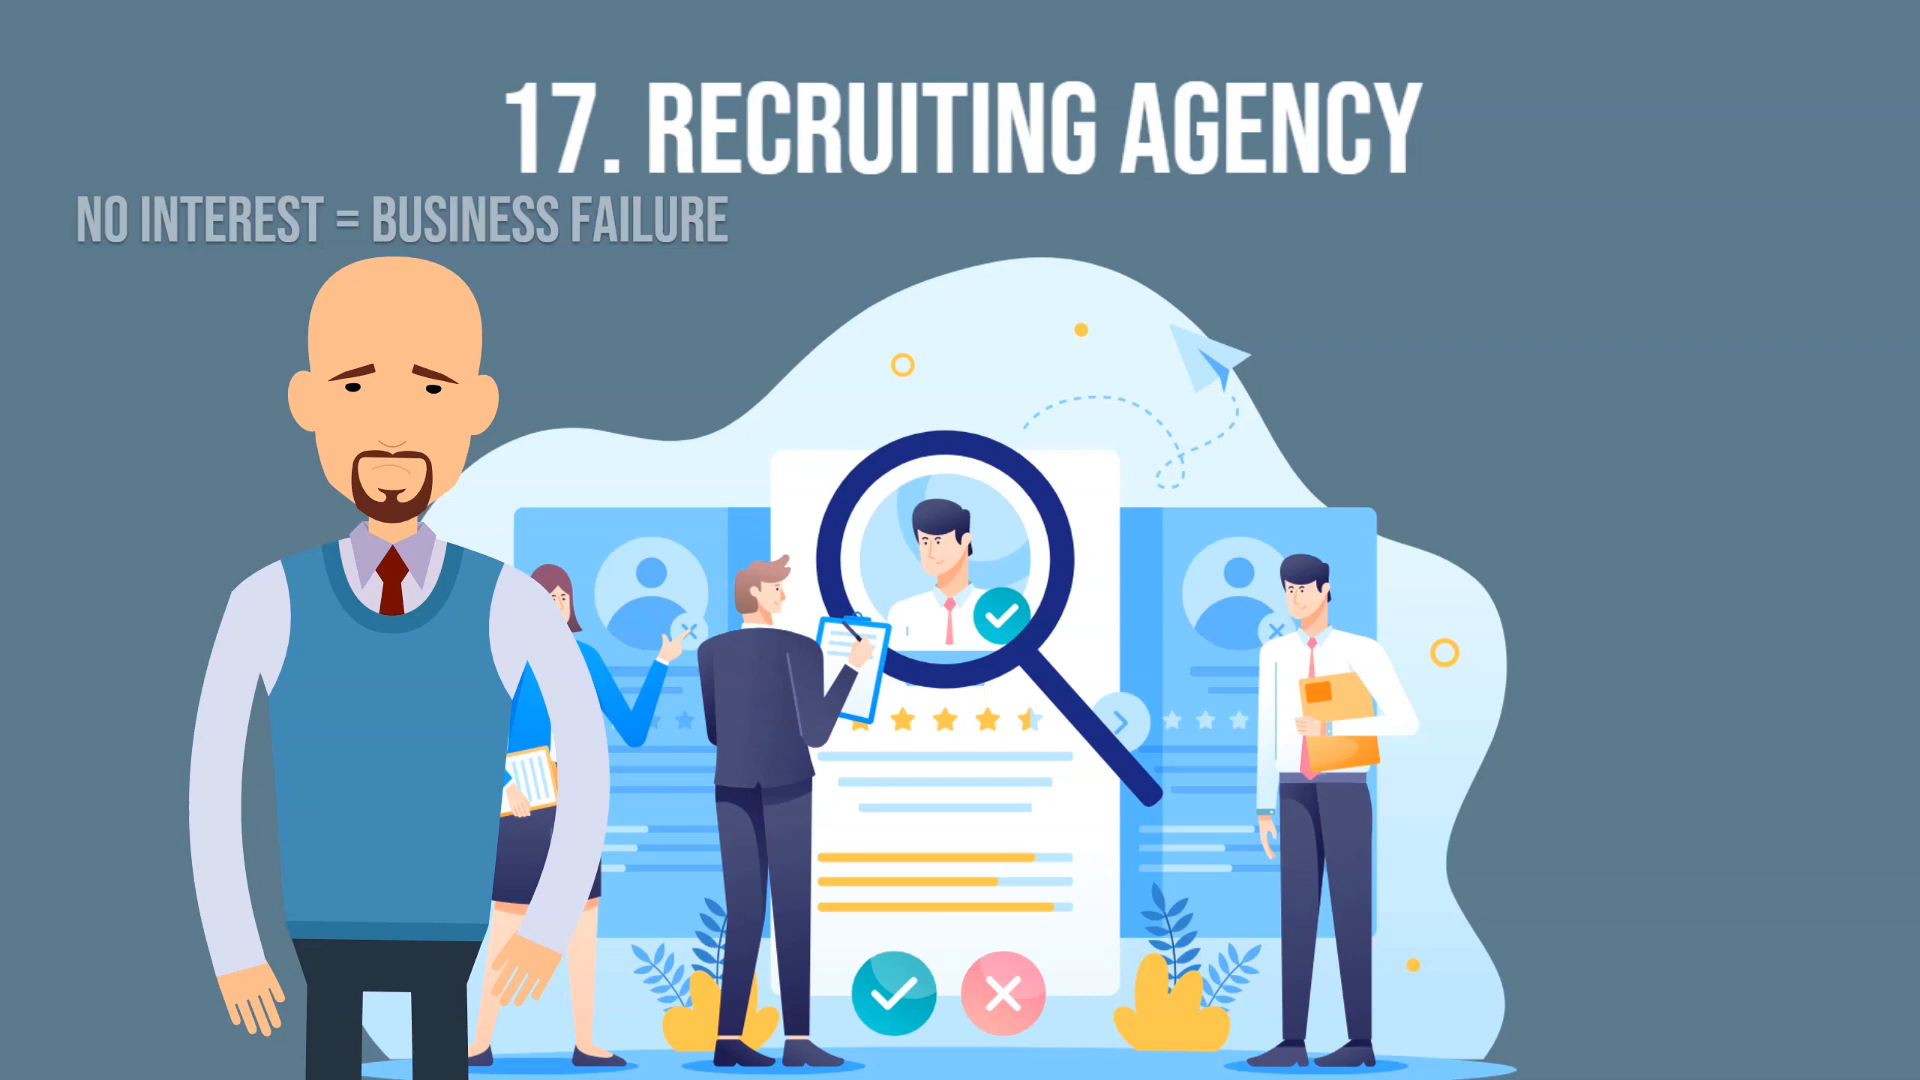 17. RECRUITING AGENCY
NO INTEREST = BUSINESS FAILURE